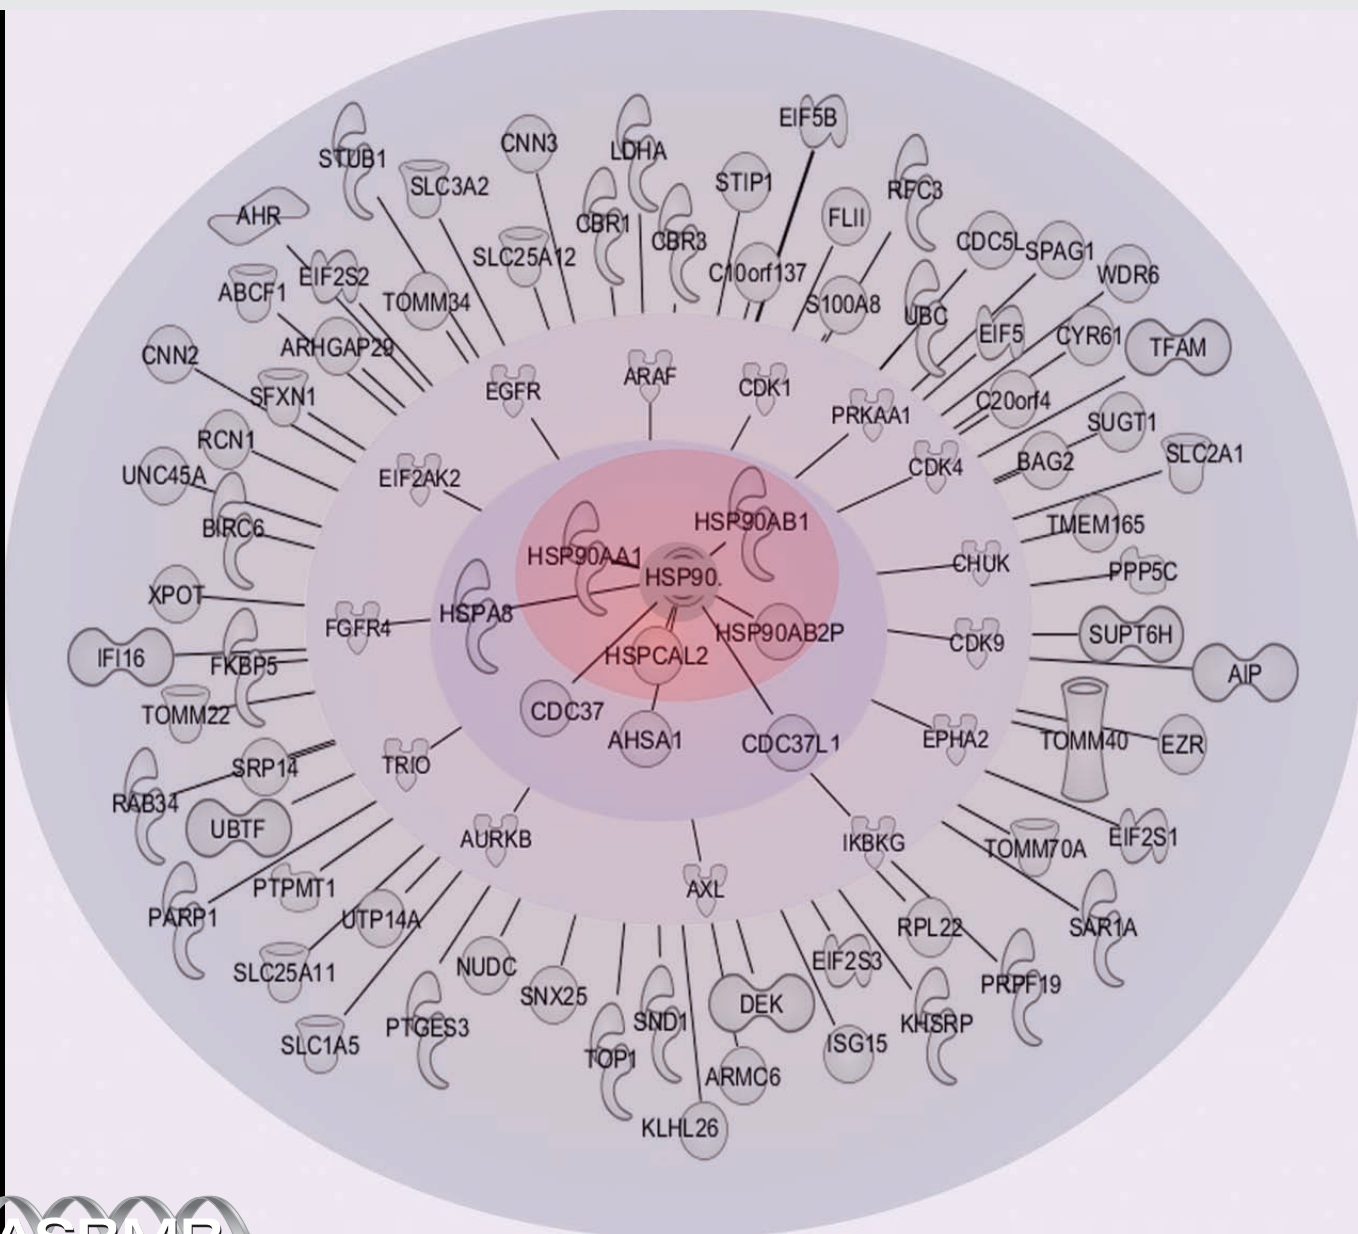 EIF5B
CNN3
LDHA
STUB1
SLC3A2
STIP1
RFC3
AHR
FLII
CBR1
CBR3
CDC5L
SPAG1
SLC25A12
C10orf137
WDR6
EIF2S2
ABCF1
TOMM34
S100A8
UBC
EIF5
CYR61
CNN2
ARHGAP29
TFAM
EGFR
ARAF
CDK1
SFXN1
PRKAA1
C20orf4
SUGT1
RCN1
SLC2A1
UNC45A
EIF2AK2
CDK4
BAG2
BIRC6
HSP90AB1
TMEM165
HSP90AA1
HSP90.
CHUK
PPP5C
XPOT
HSPA8
FGFR4
HSP90AB2P
CDK9
SUPT6H
IFI16
FKBP5
HSPCAL2
AIP
TOMM22
CDC37
AHSA1
CDC37L1
EPHA2
TOMM40
EZR
SRP14
TRIO
RAB34
UBTF
AURKB
IKBKG
TOMM70A
EIF2S1
PTPMT1
AXL
PARP1
UTP14A
RPL22
SAR1A
SLC25A11
NUDC
EIF2S3
SNX25
PRPF19
DEK
PTGES3
SND1
KHSRP
SLC1A5
TOP1
ISG15
ARMC6
KLHL26
ASBMB